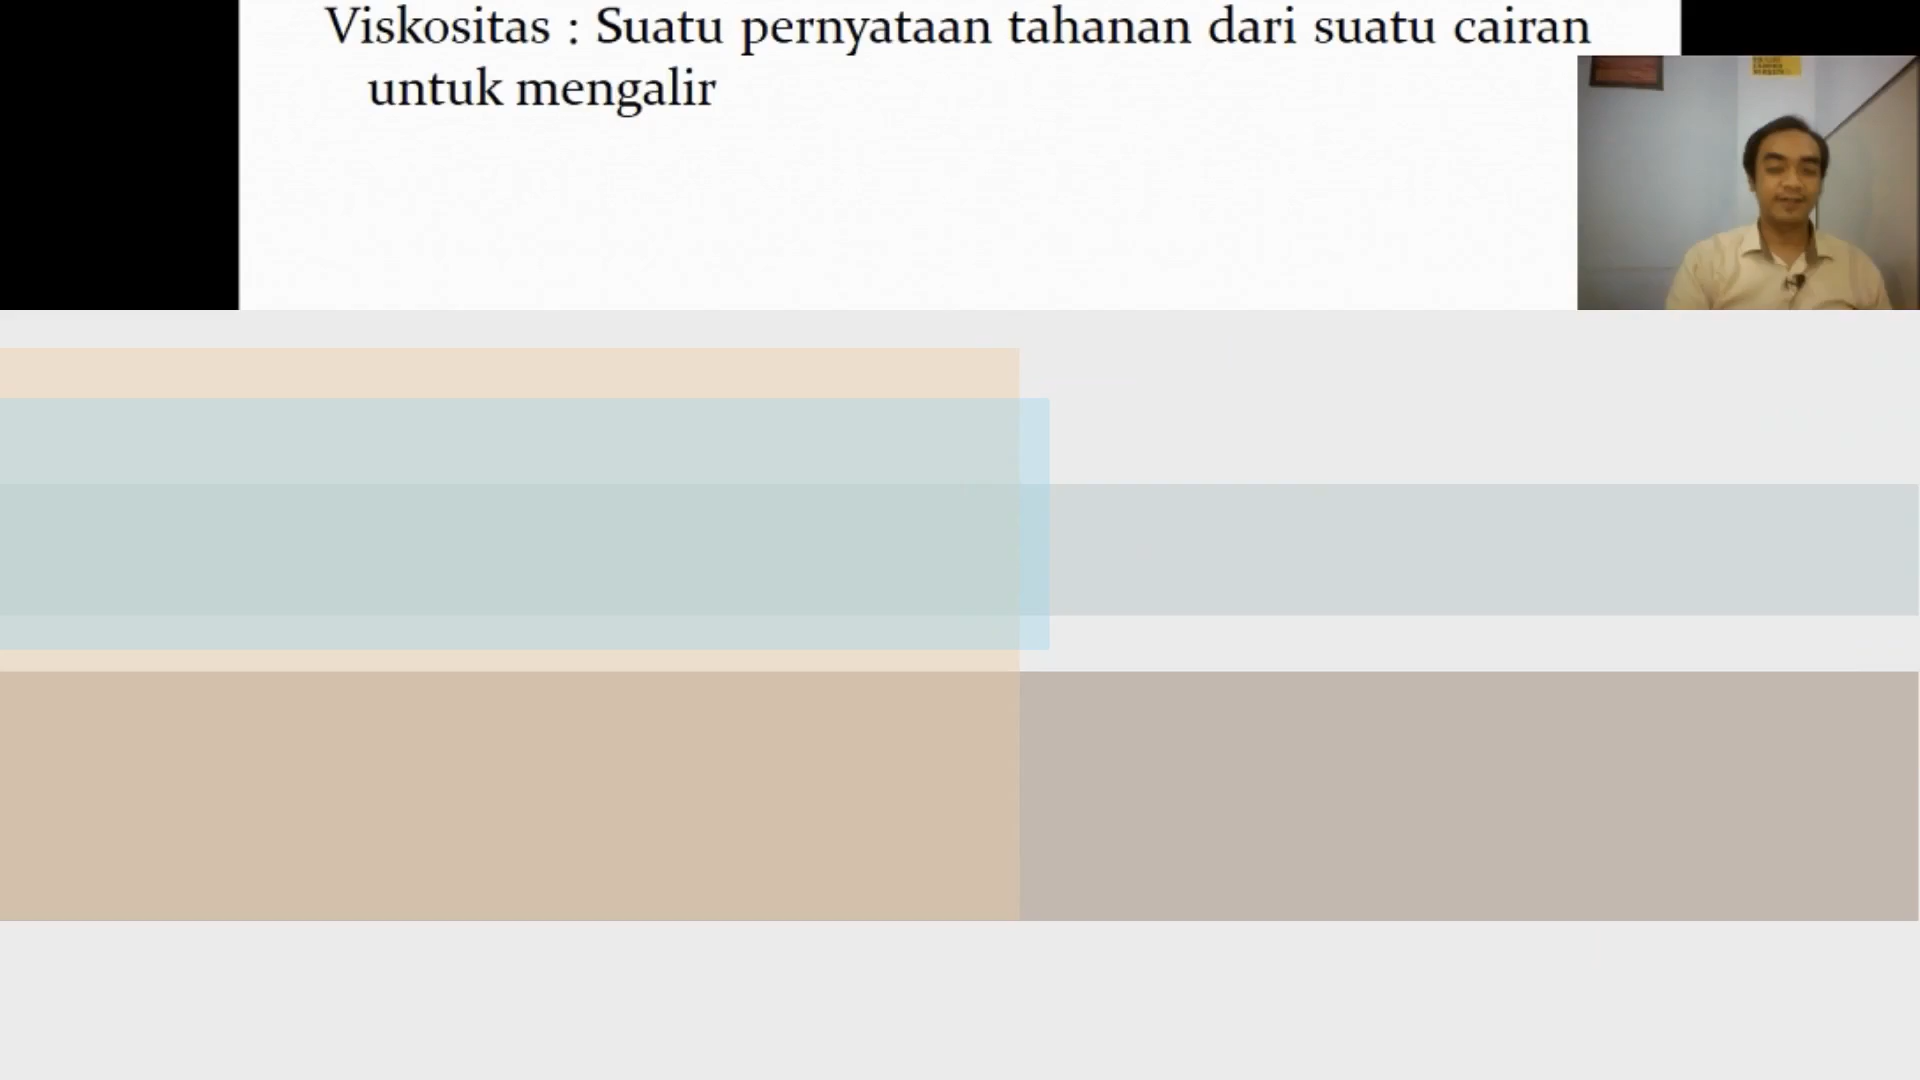 Viskositas : Suatu pernyataan tahanan dari suatu cairan
untuk mengalir